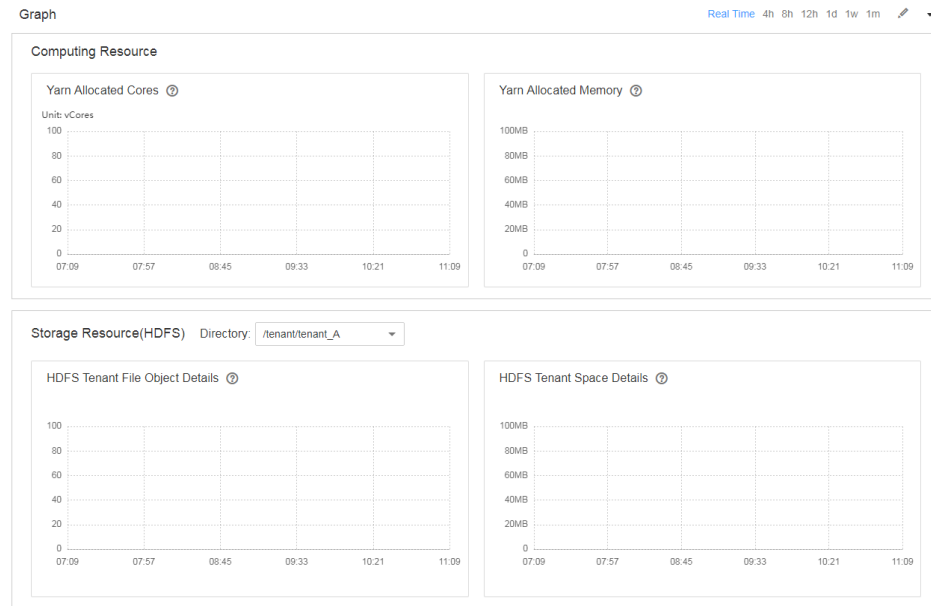 Graph
Real Time 4h 8h 12h 1d 1w 1m
Computing Resource
Yarn Allocated Cores ?
Unit: vCores
100
80
60
40
20
0
07:09 07:57 08:45 09:33 10:21 11:09
Yarn Allocated Memory ?
100MB
80MB
60MB
40MB
20MB
0
07:09 07:57 08:45 09:33 10:21 11:09
Storage Resource(HDFS) Directory: /tenant/tenant_A
HDFS Tenant File Object Details ?
100
80
60
40
20
0
07:09 07:57 08:45 09:33 10:21 11:09
HDFS Tenant Space Details ?
100MB
80MB
60MB
40MB
20MB
0
07:09 07:57 08:45 09:33 10:21 11:09